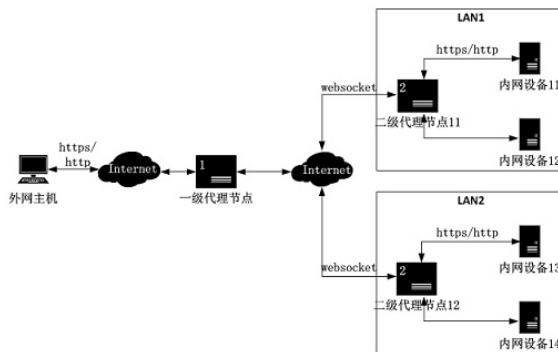 LAN1
https/http
2
内网设备11
websocket
二级代理节点11
内网设备12
https/
http
Internet
1
Internet
外网主机
一级代理节点
LAN2
https/http
websocket
2
内网设备13
二级代理节点12
内网设备14